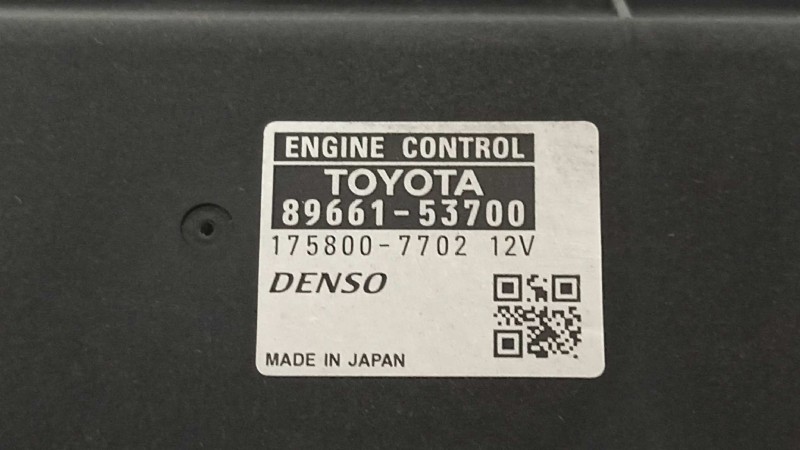 ENGINE CONTROL
TOYOTA
89661-53700
175800-7702 12V
DENSO
MADE IN JAPAN